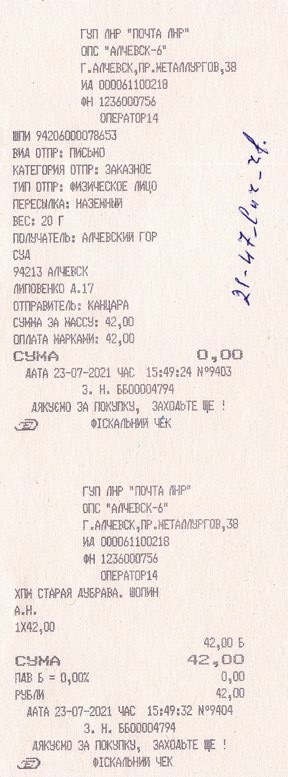 ГУП ЛНР "ПОЧТА ЛНР"
ОПС "АЛЧЕВСК-6"
Г.АЛЧЕВСК,ПР.МЕТАЛЛУРГОВ,38
ИД 000061100218
ФН 1236000756
ОПЕРАТОР14
ШПИ 94206000078653
ВИД ОТПР: ПИСЬМО
КАТЕГОРИЯ ОТПР: ЗАКАЗНОЕ
ТИП ОТПР: ФИЗИЧЕСКОЕ ЛИЦО
ПЕРЕСЫЛКА: НАЗЕМНЫЙ
ВЕС: 20 Г
ПОЛУЧАТЕЛЬ: АЛЧЕВСКИЙ ГОР
СУД
94213 АЛЧЕВСК
ЛИПОВЕНКО Д.17
ОТПРАВИТЕЛЬ: КАНЦАРА
СУММА ЗА МАССУ: 42,00
ОПЛАТА МАРКАМИ: 42,00
СУМА 0,00
ДАТА 23-07-2021 ЧАС 15:49:24 №9403
З. Н. ББ00004794
ДЯКУЄМО ЗА ПОКУПКУ, ЗАХОДЬТЕ ЩЕ !
ФІСКАЛЬНИЙ ЧЕК
ГУП ЛНР "ПОЧТА ЛНР"
ОПС "АЛЧЕВСК-6"
Г.АЛЧЕВСК,ПР.МЕТАЛЛУРГОВ,38
ИД 000061100218
ФН 1236000756
ОПЕРАТОР14
ХПМ СТАРАЯ ДУБРАВА. ШОПИН
А.Н.
1X42,00
42,00 Б
СУМА 42,00
ПДВ Б = 0,00% 0,00
РУБЛИ 42,00
ДАТА 23-07-2021 ЧАС 15:49:32 №9404
З. Н. ББ00004794
ДЯКУЄМО ЗА ПОКУПКУ, ЗАХОДЬТЕ ЩЕ !
ФІСКАЛЬНИЙ ЧЕК